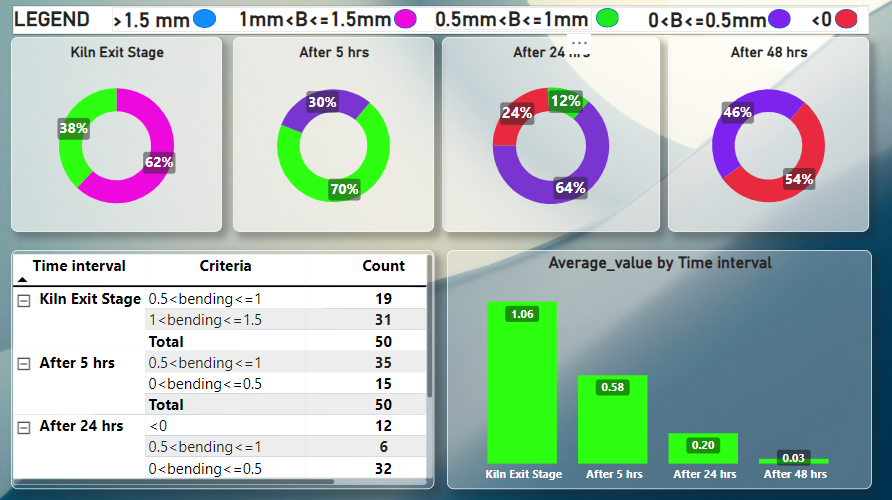 LEGEND >1.5 mm 1mm<B<=1.5mm 0.5mm<B<=1mm 0<B<=0.5mm <0
Kiln Exit Stage
38%
62%
After 5 hrs
30%
70%
After 24 hrs
24%
12%
64%
After 48 hrs
46%
54%
Time interval Criteria Count
Kiln Exit Stage 0.5<bending<=1 19
1<bending<=1.5 31
Total 50
After 5 hrs 0.5<bending<=1 35
0<bending<=0.5 15
Total 50
After 24 hrs <0 12
0.5<bending<=1 6
0<bending<=0.5 32
Average_value by Time interval
1.06
0.58
0.20
0.03
Kiln Exit Stage After 5 hrs After 24 hrs After 48 hrs